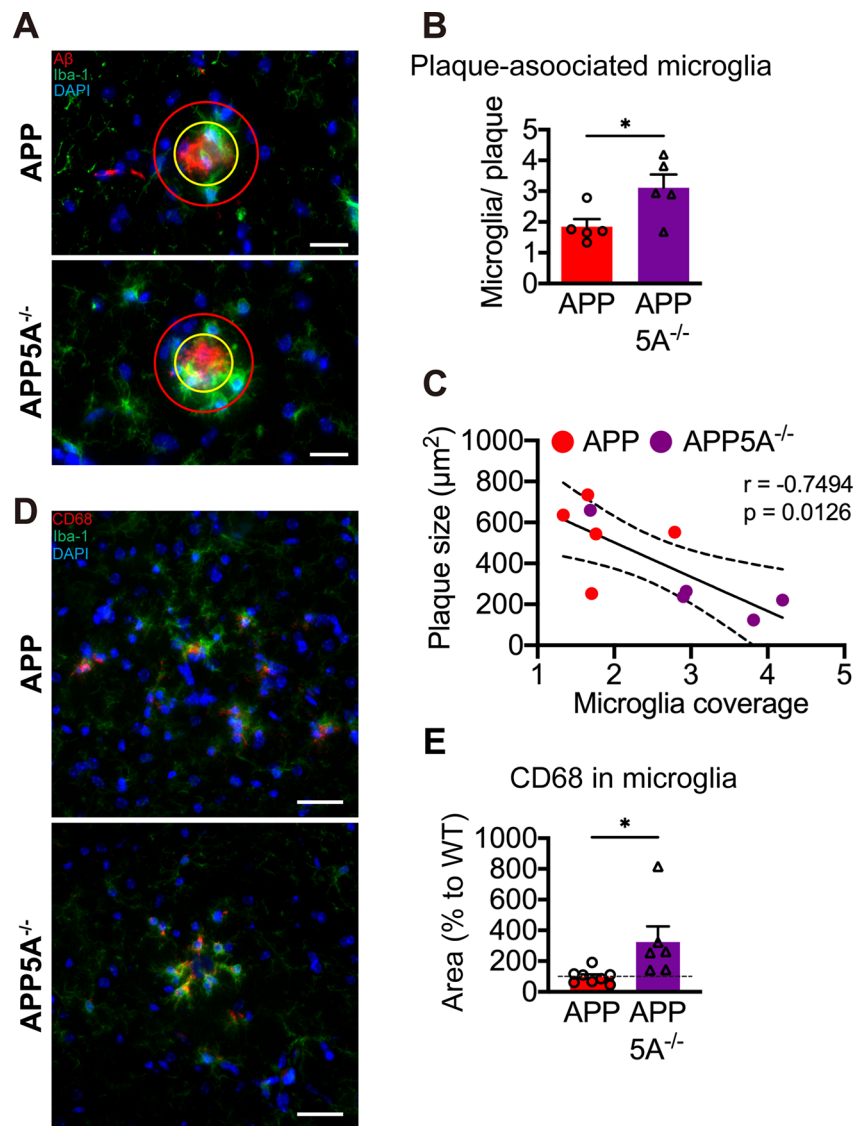 A
Aβ
Iba-1
DAPI
APP
APP5A-/-
B
Plaque-asoociated microglia
Microglia/ plaque
5
4
3
2
1
0
*
APP
APP
5A-/-
C
APP
APP5A-/-
r = -0.7494
p = 0.0126
Plaque size (μm²)
1000
800
600
400
200
0
1 2 3 4 5
Microglia coverage
D
CD68
Iba-1
DAPI
APP
APP5A-/-
E
CD68 in microglia
Area (% to WT)
1000
800
600
400
200
0
*
APP
APP
5A-/-